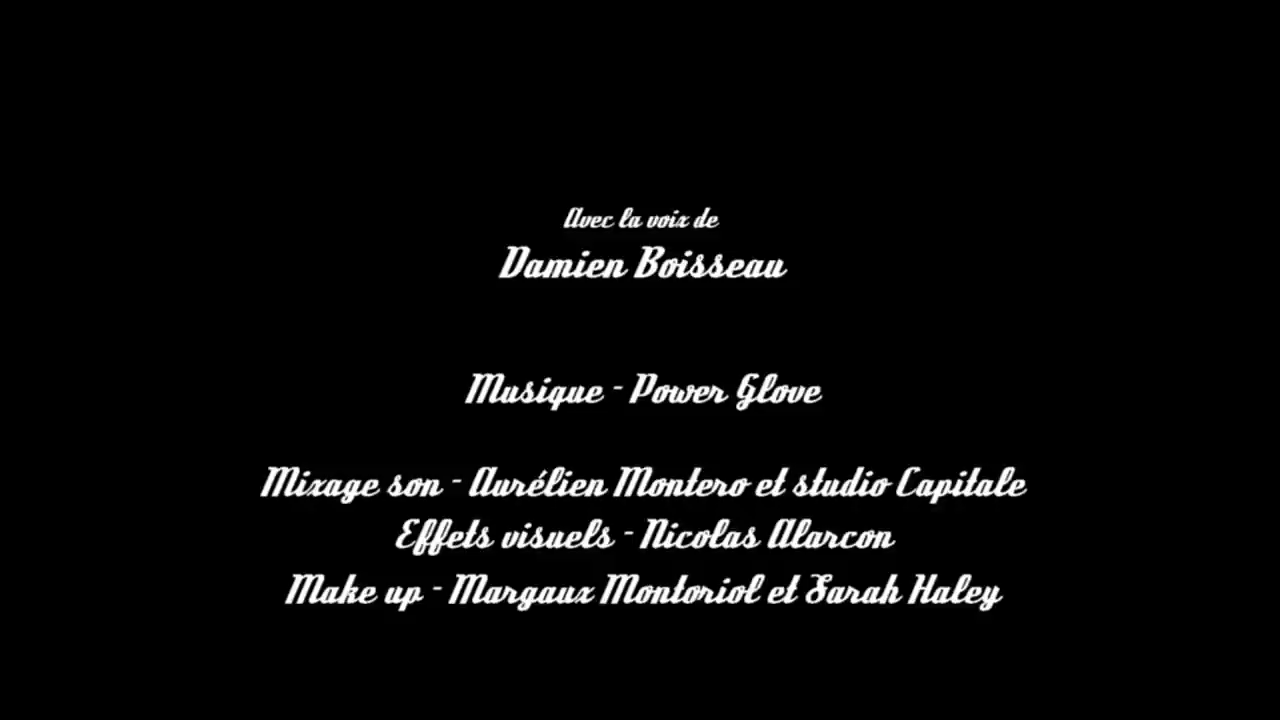 Avec la voix de
Damien Boisseau
Musique - Power Glove
Mixage son - Aurélien Montero et studio Capitale
Effets visuels - Nicolas Alarcon
Make up - Margaux Montoriol et Sarah Haley